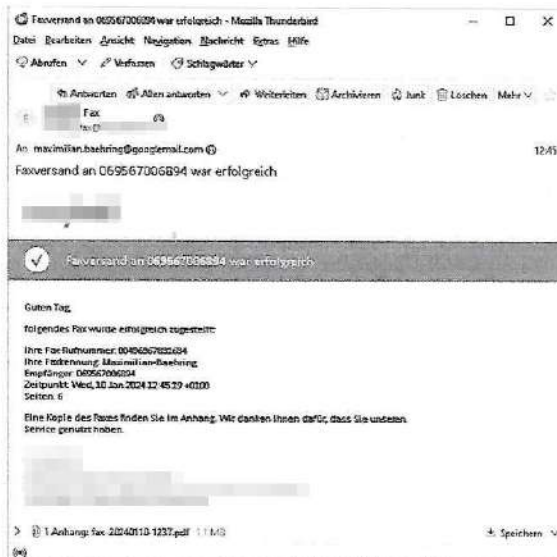 Faxversand an 069567006894 war erfolgreich - Mozilla Thunderbird
Datei Bearbeiten Ansicht Navigation Nachricht Extras Hilfe
Abrufen Verfassen Schlagwörter
Antworten Allen antworten Weiterleiten Archivieren Junk Löschen Mehr
Fax
An maximilian.baehring@googlemail.com 12:45
Faxversand an 069567006894 war erfolgreich
Faxversand an 069567006894 war erfolgreich
Guten Tag,
folgendes Fax wurde erfolgreich zugestellt:
Ihre Fax-Rufnummer:
Ihre Faxkennung: Maximilian-Baehring
Empfänger: 069567006894
Zeitpunkt: Wed, 10 Jan 2024 12:45:29 +0100
Seiten: 6
Eine Kopie des Faxes finden Sie im Anhang. Wir danken Ihnen dafür, dass Sie unseren
Service genutzt haben.
1 Anhang: fax-20240110-1237.pdf 1.1 MB Speichern